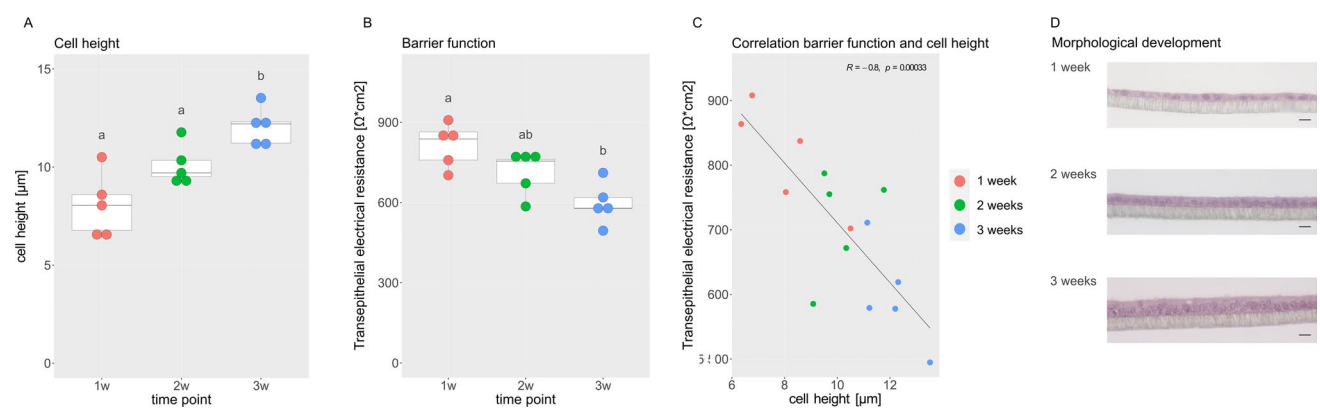 A
Cell height
15
10
5
0
cell height [µm]
a
a
b
1w
2w
3w
time point
B
Barrier function
900
600
300
0
Transepithelial electrical resistance [Ω*cm2]
a
ab
b
1w
2w
3w
time point
C
Correlation barrier function and cell height
R = −0.8, p = 0.00033
900
800
700
600
5 500
Transepithelial electrical resistance [Ω*cm2]
6
8
10
12
cell height [µm]
1 week
2 weeks
3 weeks
D
Morphological development
1 week
2 weeks
3 weeks